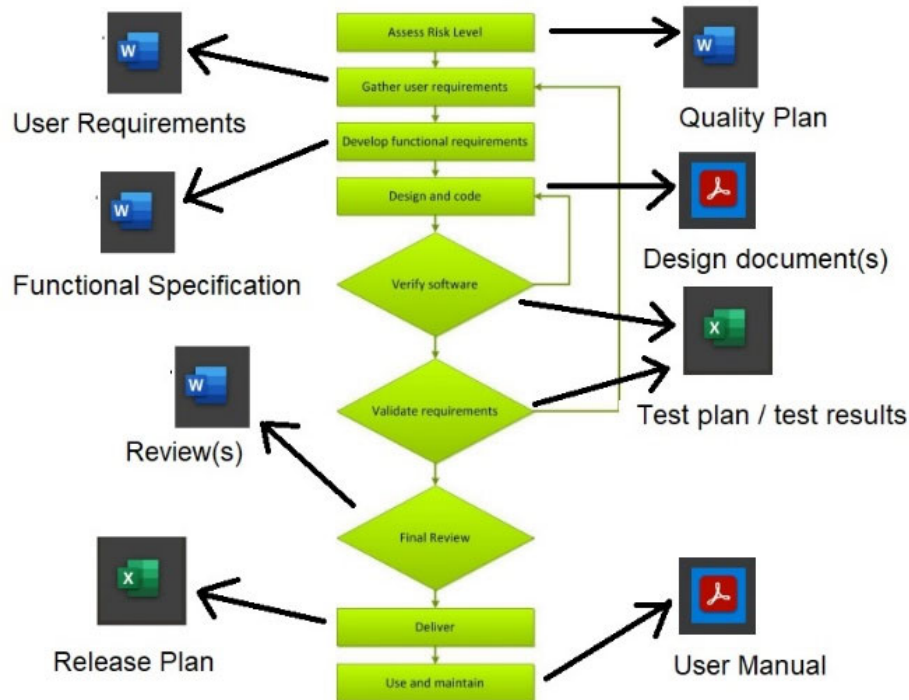 Assess Risk Level
W
W
User Requirements
Gather user requirements
Quality Plan
Develop functional requirements
W
Design and code
Functional Specification
Verify software
Design document(s)
X
W
Validate requirements
Test plan / test results
Review(s)
Final Review
X
Release Plan
Deliver
User Manual
Use and maintain